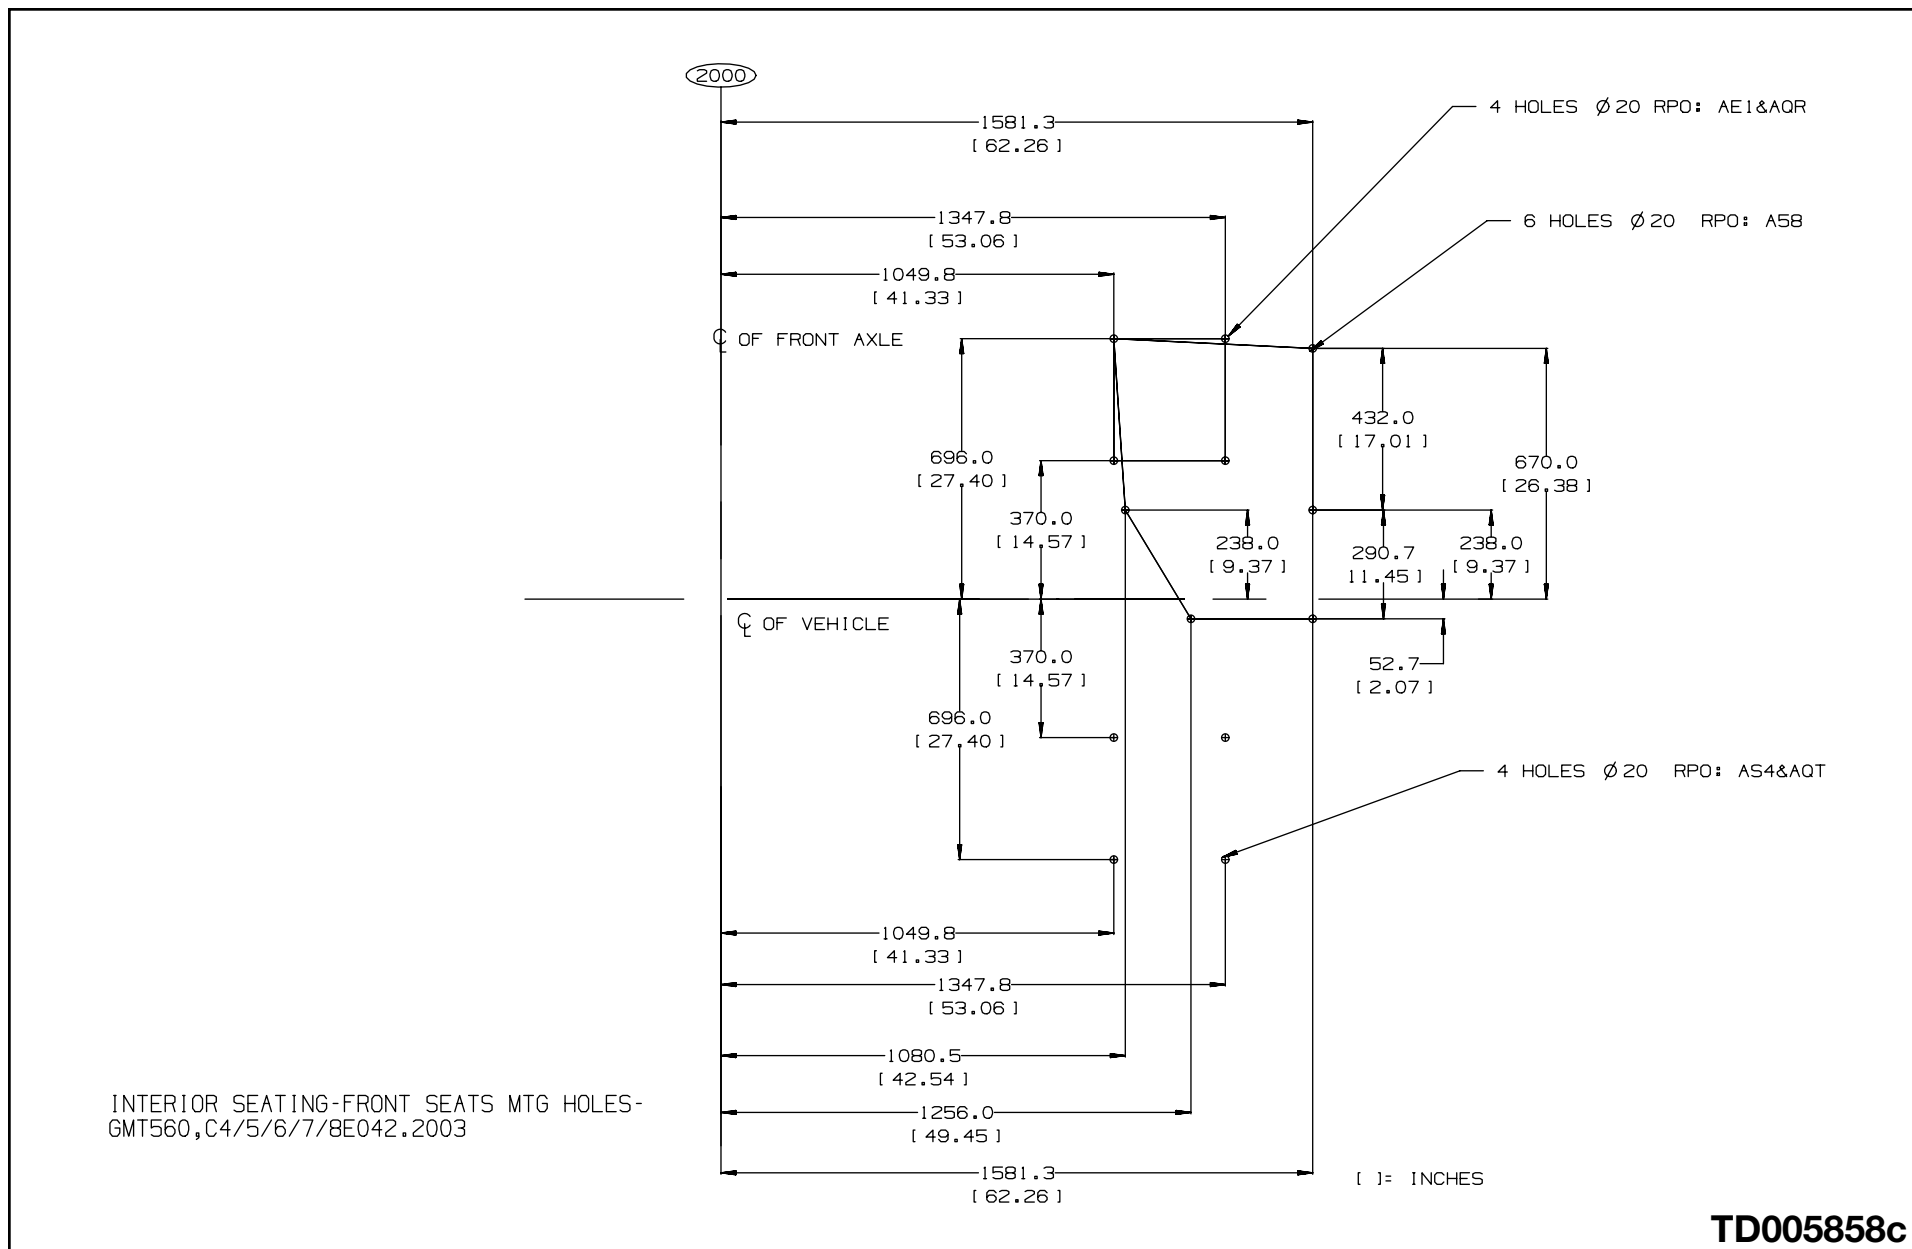 2000
4 HOLES Ø20 RPO: AE1&AQR
1581.3
[ 62.26 ]
1347.8
[ 53.06 ]
6 HOLES Ø20 RPO: A58
1049.8
[ 41.33 ]
℄ OF FRONT AXLE
432.0
[ 17.01 ]
696.0
[ 27.40 ]
670.0
[ 26.38 ]
370.0
[ 14.57 ]
238.0
[ 9.37 ]
290.7
11.45 ]
238.0
[ 9.37 ]
℄ OF VEHICLE
370.0
[ 14.57 ]
52.7
[ 2.07 ]
696.0
[ 27.40 ]
4 HOLES Ø20 RPO: AS4&AQT
1049.8
[ 41.33 ]
1347.8
[ 53.06 ]
1080.5
[ 42.54 ]
INTERIOR SEATING-FRONT SEATS MTG HOLES-
GMT560,C4/5/6/7/8E042.2003
1256.0
[ 49.45 ]
1581.3
[ 62.26 ]
[ ]= INCHES
TD005858c